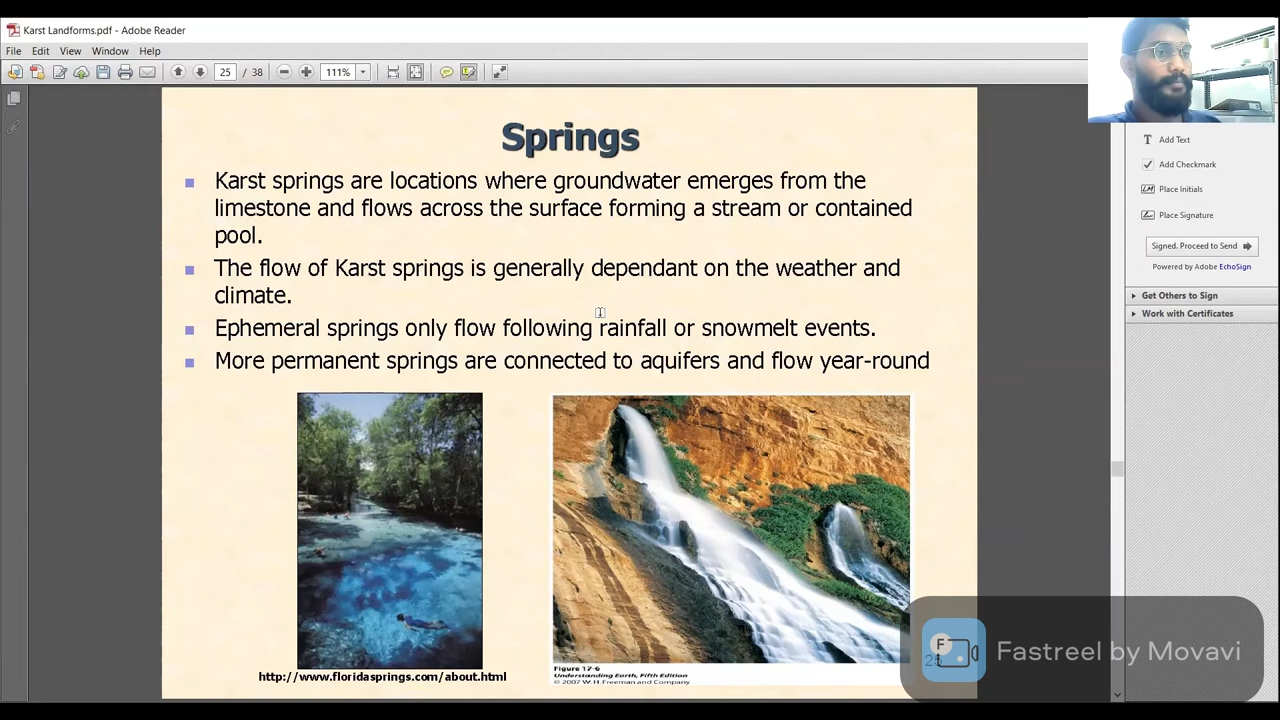 Karst Landforms.pdf - Adobe Reader
File Edit View Window Help
25 / 38 111%
T Add Text
Add Checkmark
Place Initials
Place Signature
Signed. Proceed to Send
Powered by Adobe EchoSign
Get Others to Sign
Work with Certificates
Springs
Karst springs are locations where groundwater emerges from the
limestone and flows across the surface forming a stream or contained
pool.
The flow of Karst springs is generally dependant on the weather and
climate.
Ephemeral springs only flow following rainfall or snowmelt events.
More permanent springs are connected to aquifers and flow year-round
http://www.floridasprings.com/about.html
Figure 17-6
Understanding Earth, Fifth Edition
© 2007 W. H. Freeman and Company
25
F
Fastreel by Movavi